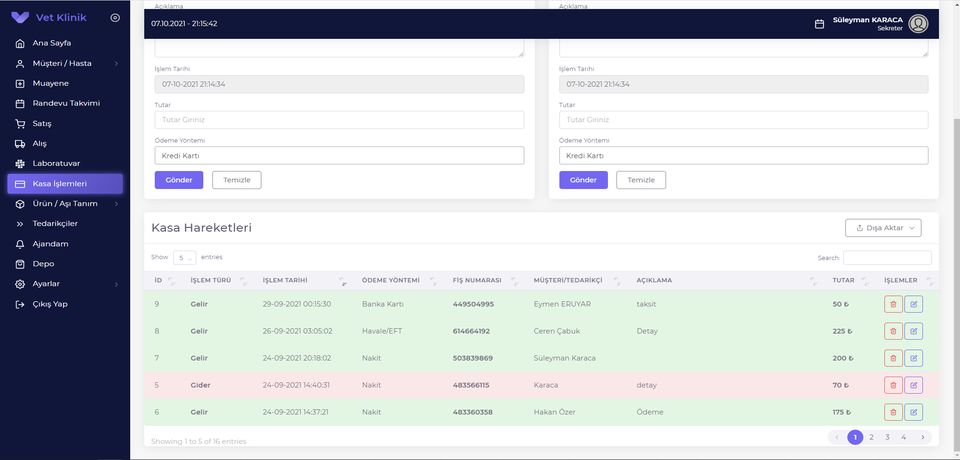 Vet Klinik
Ana Sayfa
Müşteri / Hasta
Muayene
Randevu Takvimi
Satış
Alış
Laboratuvar
Kasa İşlemleri
Ürün / Aşı Tanım
Tedarikçiler
Ajandam
Depo
Ayarlar
Çıkış Yap
Açıklama Açıklama
07.10.2021 - 21:15:42
Süleyman KARACA
Sekreter
İşlem Tarihi
07-10-2021 21:14:34
Tutar
Tutar Giriniz
Ödeme Yöntemi
Kredi Kartı
Gönder Temizle
İşlem Tarihi
07-10-2021 21:14:34
Tutar
Tutar Giriniz
Ödeme Yöntemi
Kredi Kartı
Gönder Temizle
Kasa Hareketleri
Dışa Aktar
Show 5 entries
Search:
ID İŞLEM TÜRÜ İŞLEM TARİHİ ÖDEME YÖNTEMİ FİŞ NUMARASI MÜŞTERİ/TEDARİKÇİ AÇIKLAMA TUTAR İŞLEMLER
9 Gelir 29-09-2021 00:15:30 Banka Kartı 449504995 Eymen ERUYAR taksit 50 ₺
8 Gelir 26-09-2021 03:05:02 Havale/EFT 614664192 Ceren Çabuk Detay 225 ₺
7 Gelir 24-09-2021 20:18:02 Nakit 503839869 Süleyman Karaca 200 ₺
5 Gider 24-09-2021 14:40:31 Nakit 483566115 Karaca detay 70 ₺
6 Gelir 24-09-2021 14:37:21 Nakit 483360358 Hakan Özer Ödeme 175 ₺
Showing 1 to 5 of 16 entries
1 2 3 4